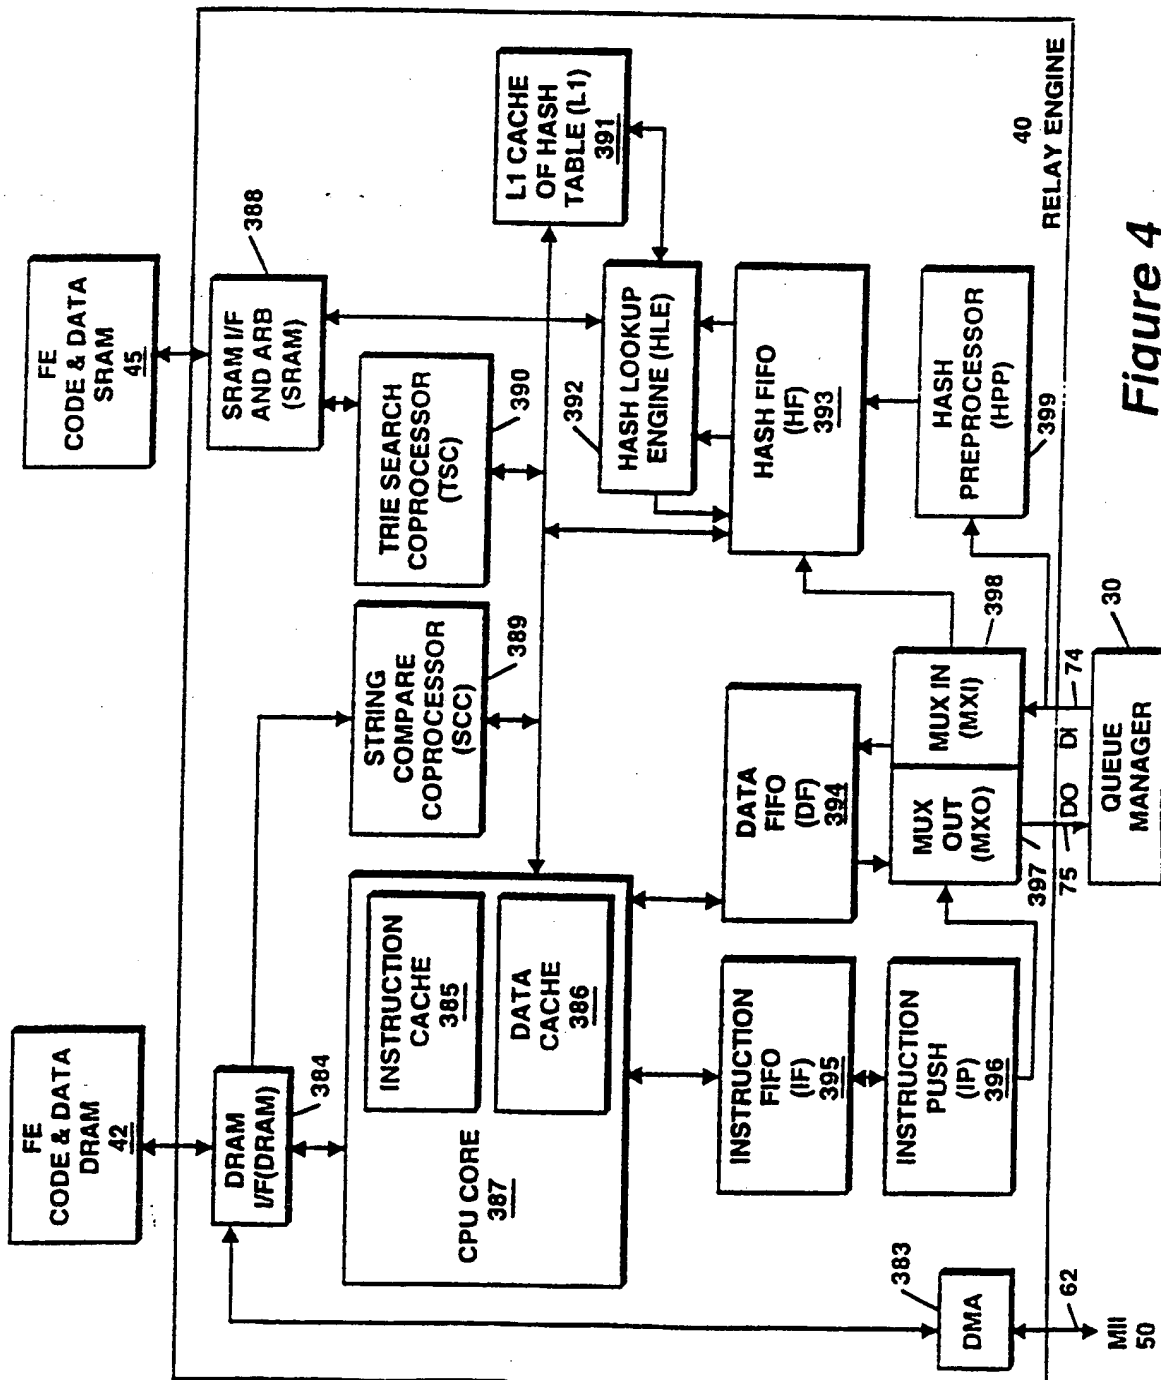 FE
CODE & DATA
DRAM
42
FE
CODE & DATA
SRAM
45
DRAM
I/F(DRAM)
384
SRAM I/F
AND ARB
(SRAM)
388
CPU CORE
387
INSTRUCTION
CACHE
385
DATA
CACHE
386
STRING
COMPARE
COPROCESSOR
(SCC)
389
TRIE SEARCH
COPROCESSOR
(TSC)
390
L1 CACHE
OF HASH
TABLE (L1)
391
392
HASH LOOKUP
ENGINE (HLE)
INSTRUCTION
FIFO
(IF)
395
DATA
FIFO
(DF)
394
HASH FIFO
(HF)
393
383
DMA
INSTRUCTION
PUSH
(IP)
396
MUX
OUT
(MXO)
397
MUX IN
(MXI)
398
HASH
PREPROCESSOR
(HPP)
399
40
RELAY ENGINE
62
MII
50
75
DO
DI
74
QUEUE
MANAGER
30
Figure 4